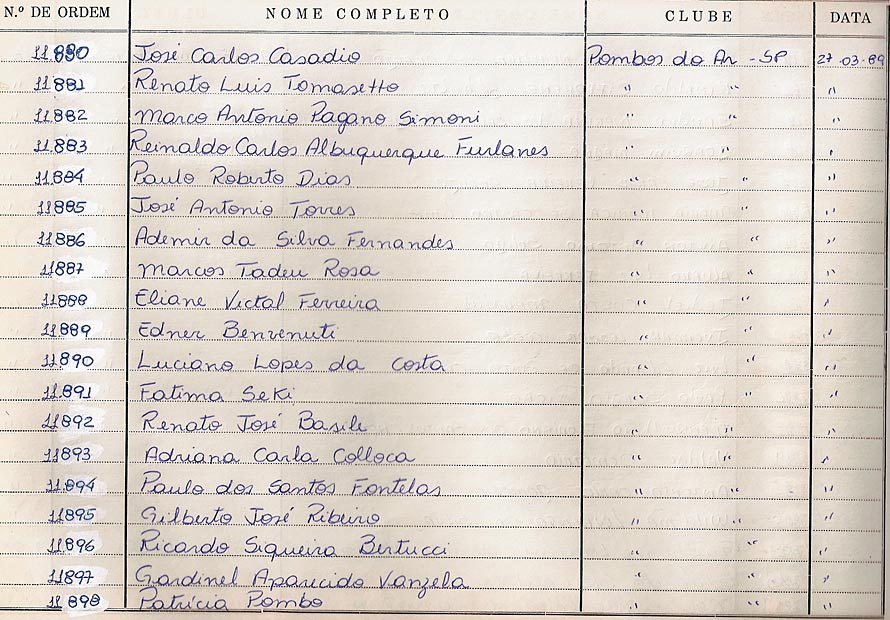 N.º DE ORDEM NOME COMPLETO CLUBE DATA
11880 José Carlos Casadio Pombos do Ar - SP 27-03-89
11881 Renato Luis Tomasetto " " "
11882 Marco Antonio Pagano Simoni " " "
11883 Reinaldo Carlos Albuquerque Furlanes " " "
11884 Paulo Roberto Dias " " "
11885 José Antonio Torres " " "
11886 Ademir da Silva Fernandes " " "
11887 Marcos Tadeu Rosa " " "
11888 Eliane Victal Ferreira " " "
11889 Edner Benvenuti " " "
11890 Luciano Lopes da Costa " " "
11891 Fatima Seki " " "
11892 Renato José Basile " " "
11893 Adriana Carla Colloca " " "
11894 Paulo dos Santos Fontelas " " "
11895 Gilberto José Ribeiro " " "
11896 Ricardo Siqueira Bertucci " " "
11897 Gardinel Aparecido Vanzela " " "
11898 Patrícia Pombo " " "